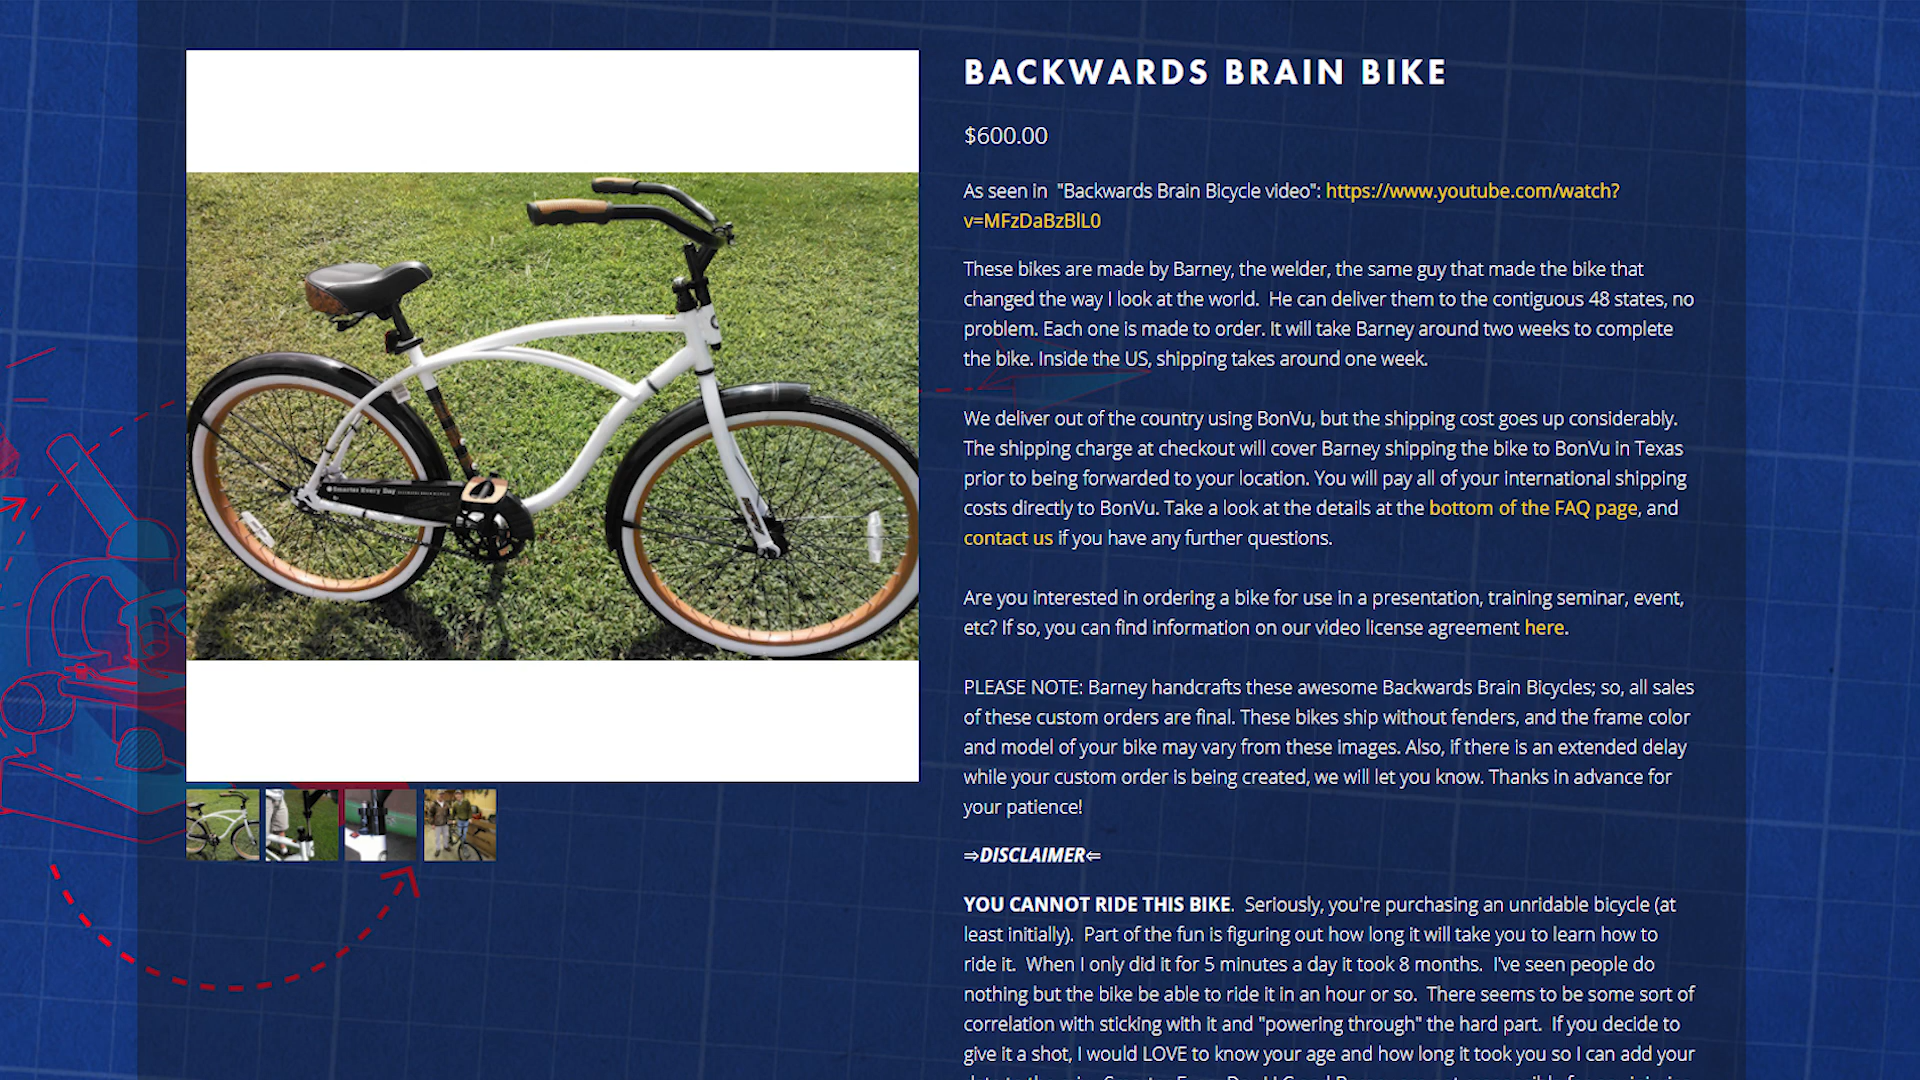 BACKWARDS BRAIN BIKE
$600.00
As seen in "Backwards Brain Bicycle video": https://www.youtube.com/watch?
v=MFzDaBzBlL0
These bikes are made by Barney, the welder, the same guy that made the bike that
changed the way I look at the world. He can deliver them to the contiguous 48 states, no
problem. Each one is made to order. It will take Barney around two weeks to complete
the bike. Inside the US, shipping takes around one week.
We deliver out of the country using BonVu, but the shipping cost goes up considerably.
The shipping charge at checkout will cover Barney shipping the bike to BonVu in Texas
prior to being forwarded to your location. You will pay all of your international shipping
costs directly to BonVu. Take a look at the details at the bottom of the FAQ page, and
contact us if you have any further questions.
Are you interested in ordering a bike for use in a presentation, training seminar, event,
etc? If so, you can find information on our video license agreement here.
PLEASE NOTE: Barney handcrafts these awesome Backwards Brain Bicycles; so, all sales
of these custom orders are final. These bikes ship without fenders, and the frame color
and model of your bike may vary from these images. Also, if there is an extended delay
while your custom order is being created, we will let you know. Thanks in advance for
your patience!
⇒DISCLAIMER⇐
YOU CANNOT RIDE THIS BIKE. Seriously, you're purchasing an unridable bicycle (at
least initially). Part of the fun is figuring out how long it will take you to learn how to
ride it. When I only did it for 5 minutes a day it took 8 months. I've seen people do
nothing but the bike be able to ride it in an hour or so. There seems to be some sort of
correlation with sticking with it and "powering through" the hard part. If you decide to
give it a shot, I would LOVE to know your age and how long it took you so I can add your
Smarter Every Day